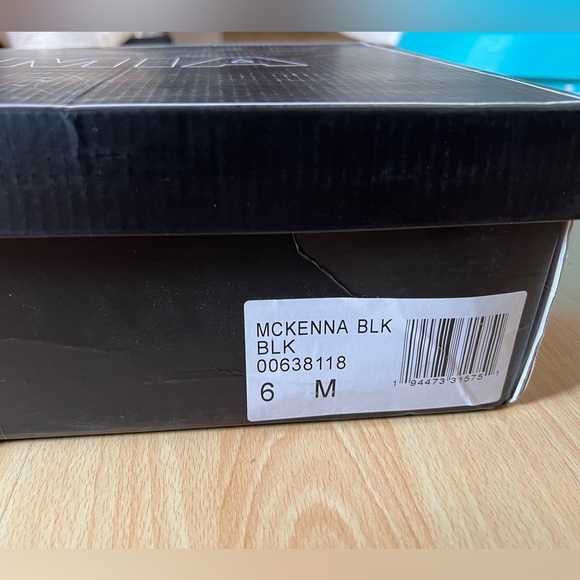 MCKENNA BLK
BLK
00638118
6 M
1 94473 31575 1